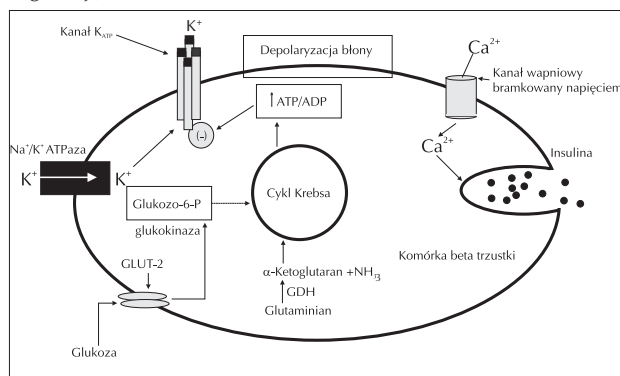 Kanał K_ATP
K⁺
Depolaryzacja błony
Ca²⁺
Kanał wapniowy
bramkowany napięciem
↑ATP/ADP
(-)
Na⁺/K⁺ ATPaza
K⁺
K⁺
Ca²⁺
Insulina
Glukozo-6-P
Cykl Krebsa
glukokinaza
Komórka beta trzustki
GLUT-2
α-Ketoglutaran +NH₃
GDH
Glutaminian
Glukoza